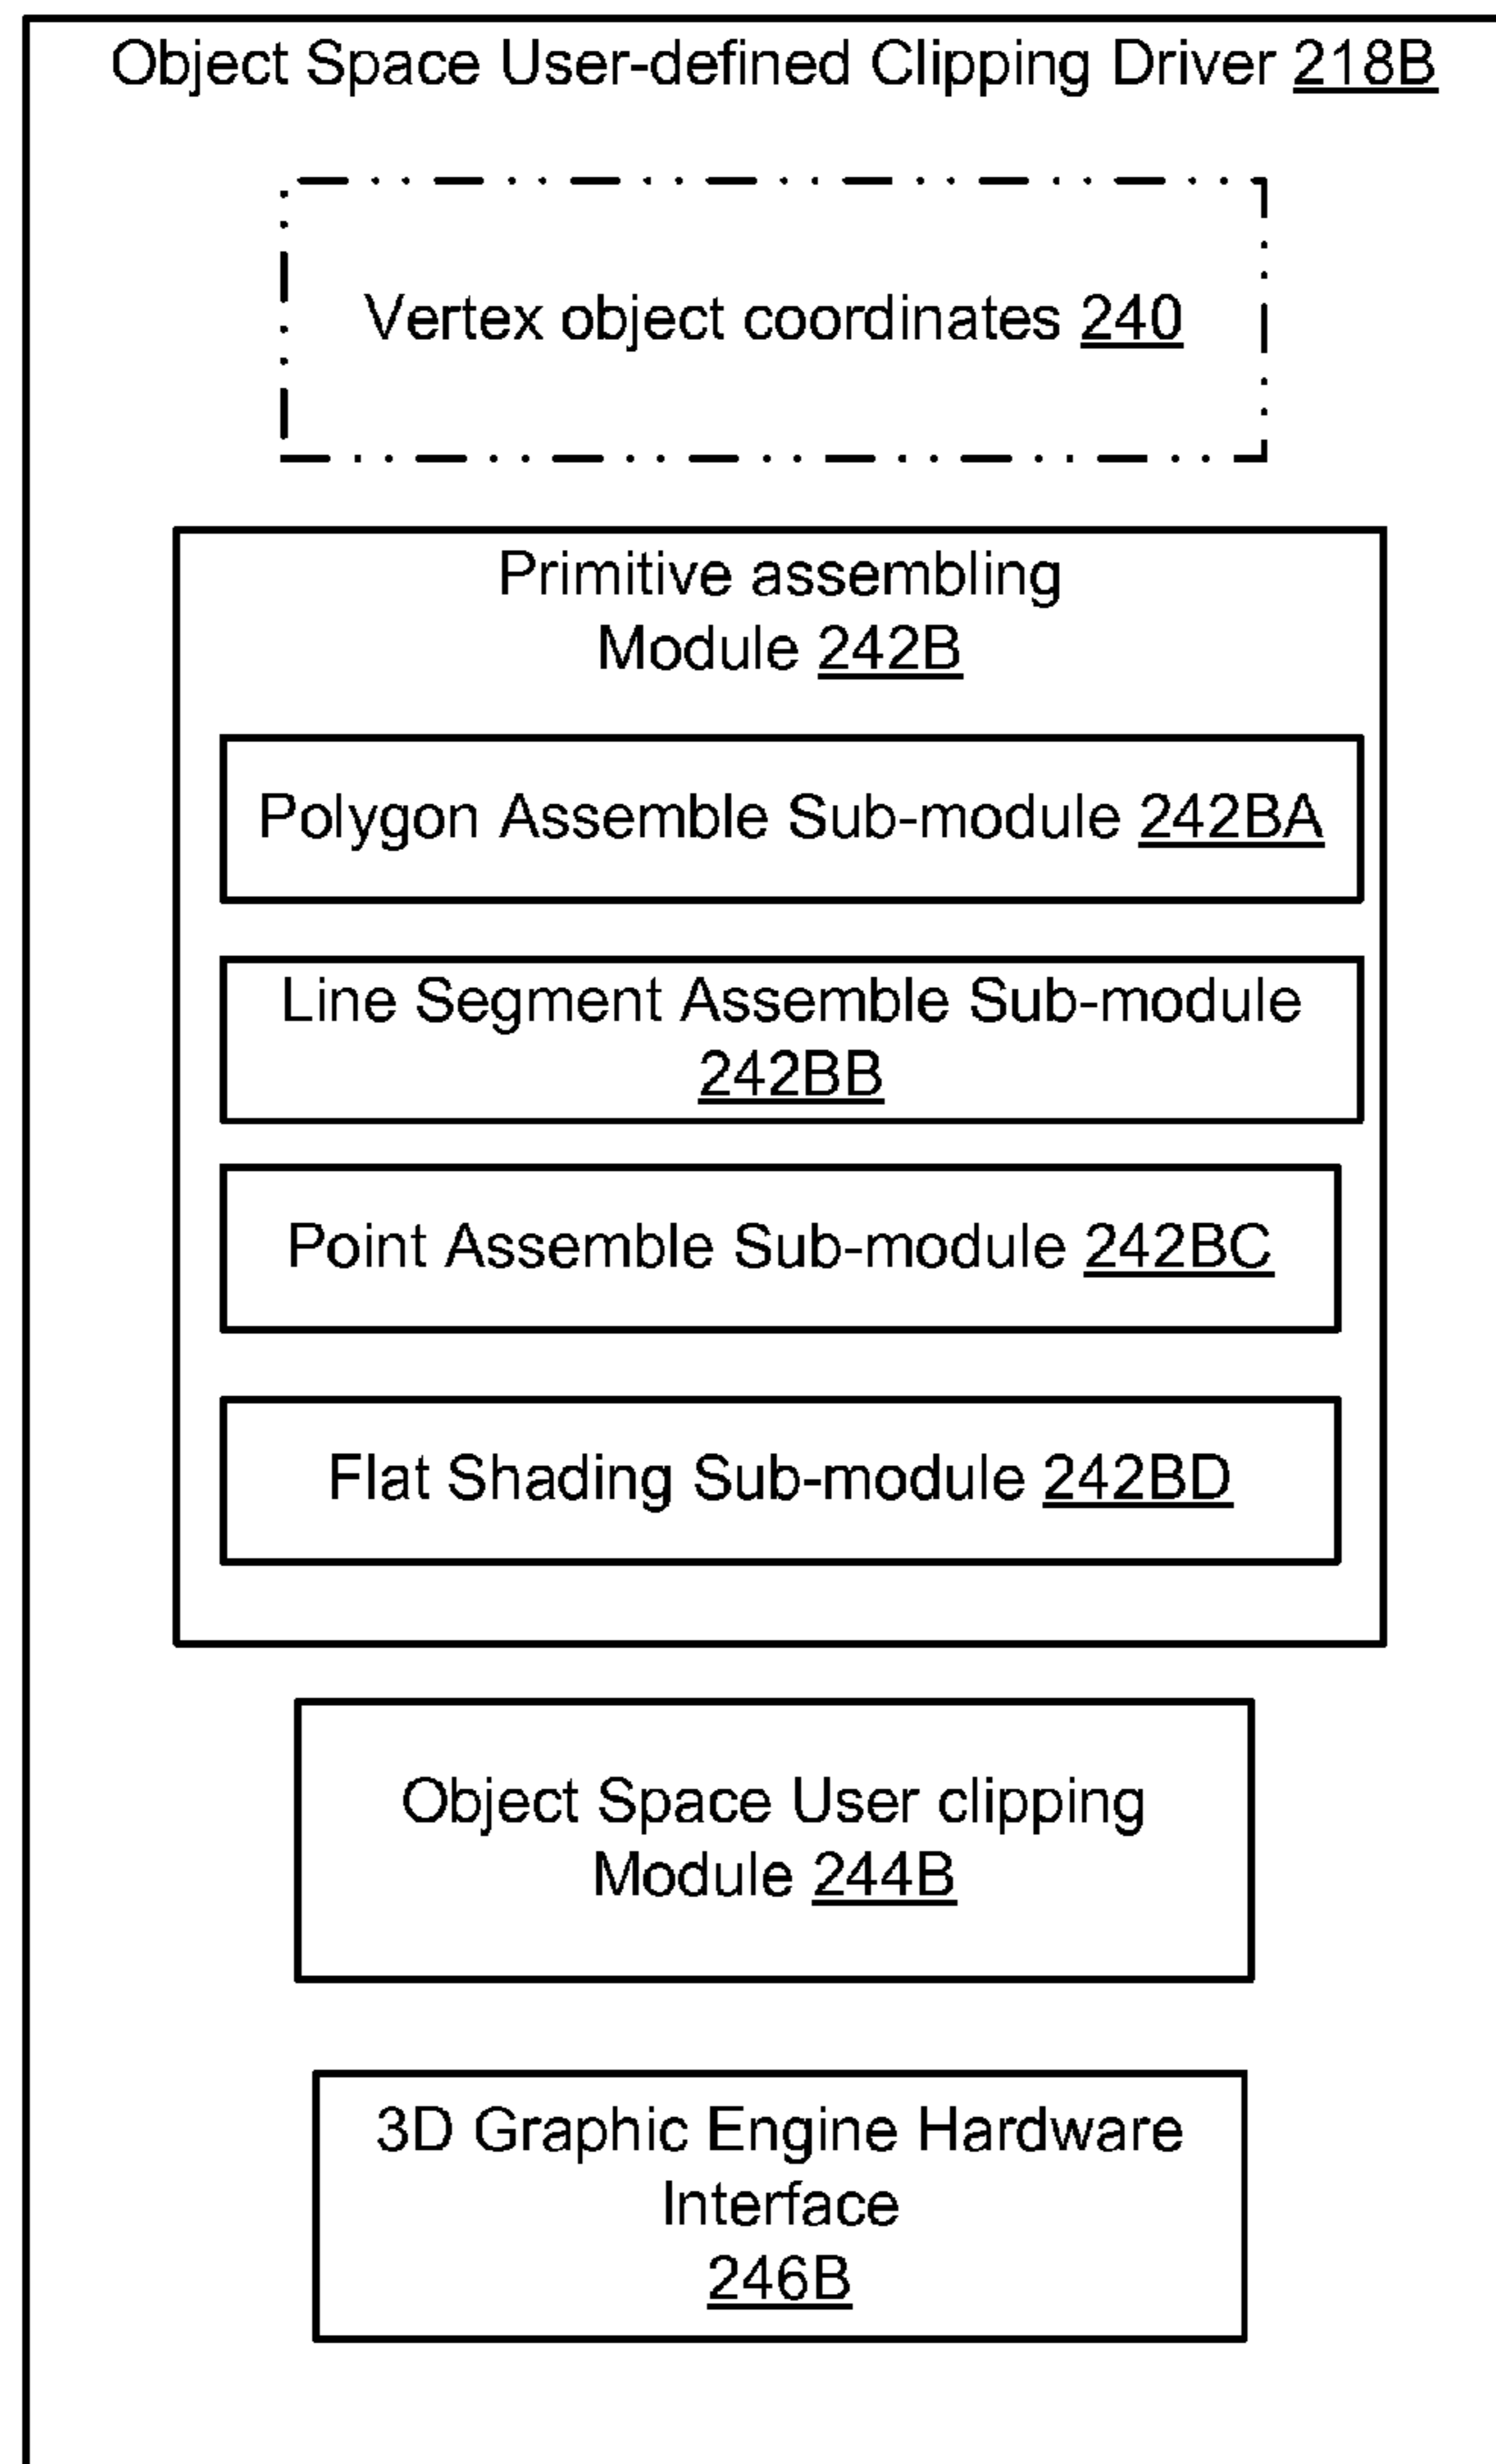 Object Space User-defined Clipping Driver 218B
Vertex object coordinates 240
Primitive assembling
Module 242B
Polygon Assemble Sub-module 242BA
Line Segment Assemble Sub-module
242BB
Point Assemble Sub-module 242BC
Flat Shading Sub-module 242BD
Object Space User clipping
Module 244B
3D Graphic Engine Hardware
Interface
246B